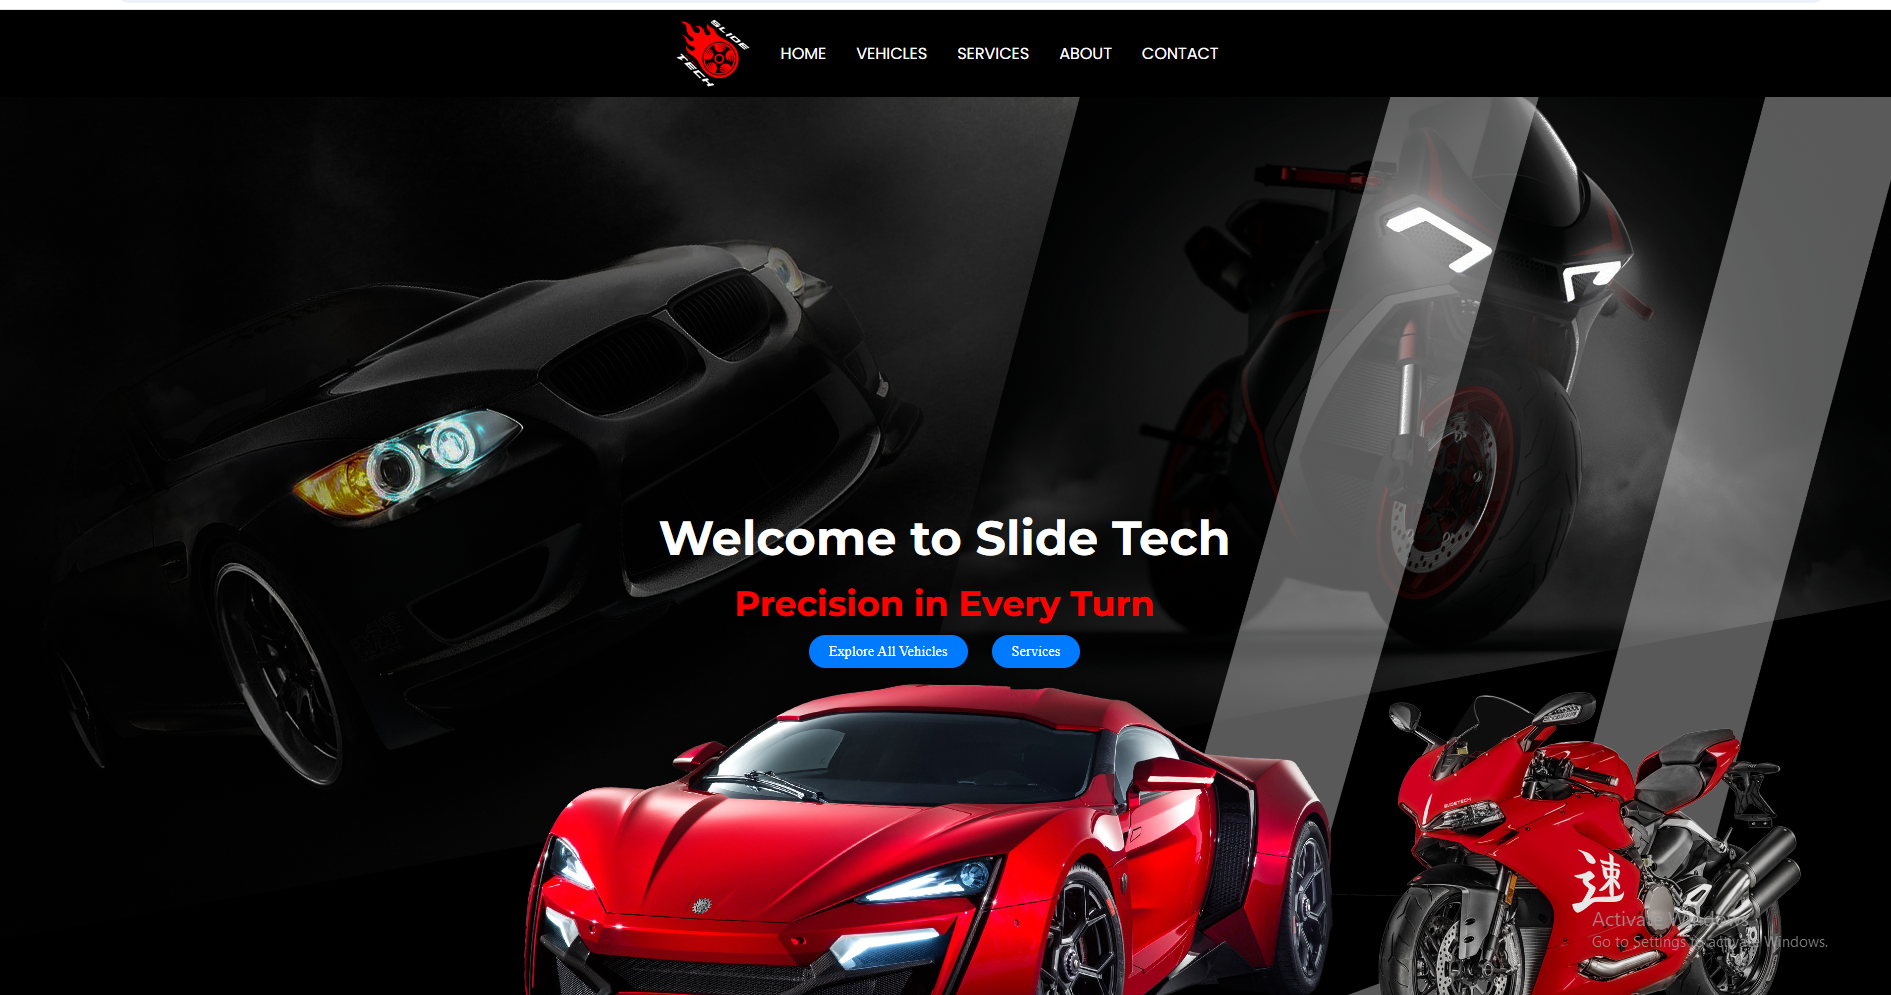 SLIDE
TECH
HOME VEHICLES SERVICES ABOUT CONTACT
Welcome to Slide Tech
Precision in Every Turn
Explore All Vehicles Services
SLIDETECH
速
Activate Windows
Go to Settings to activate Windows.